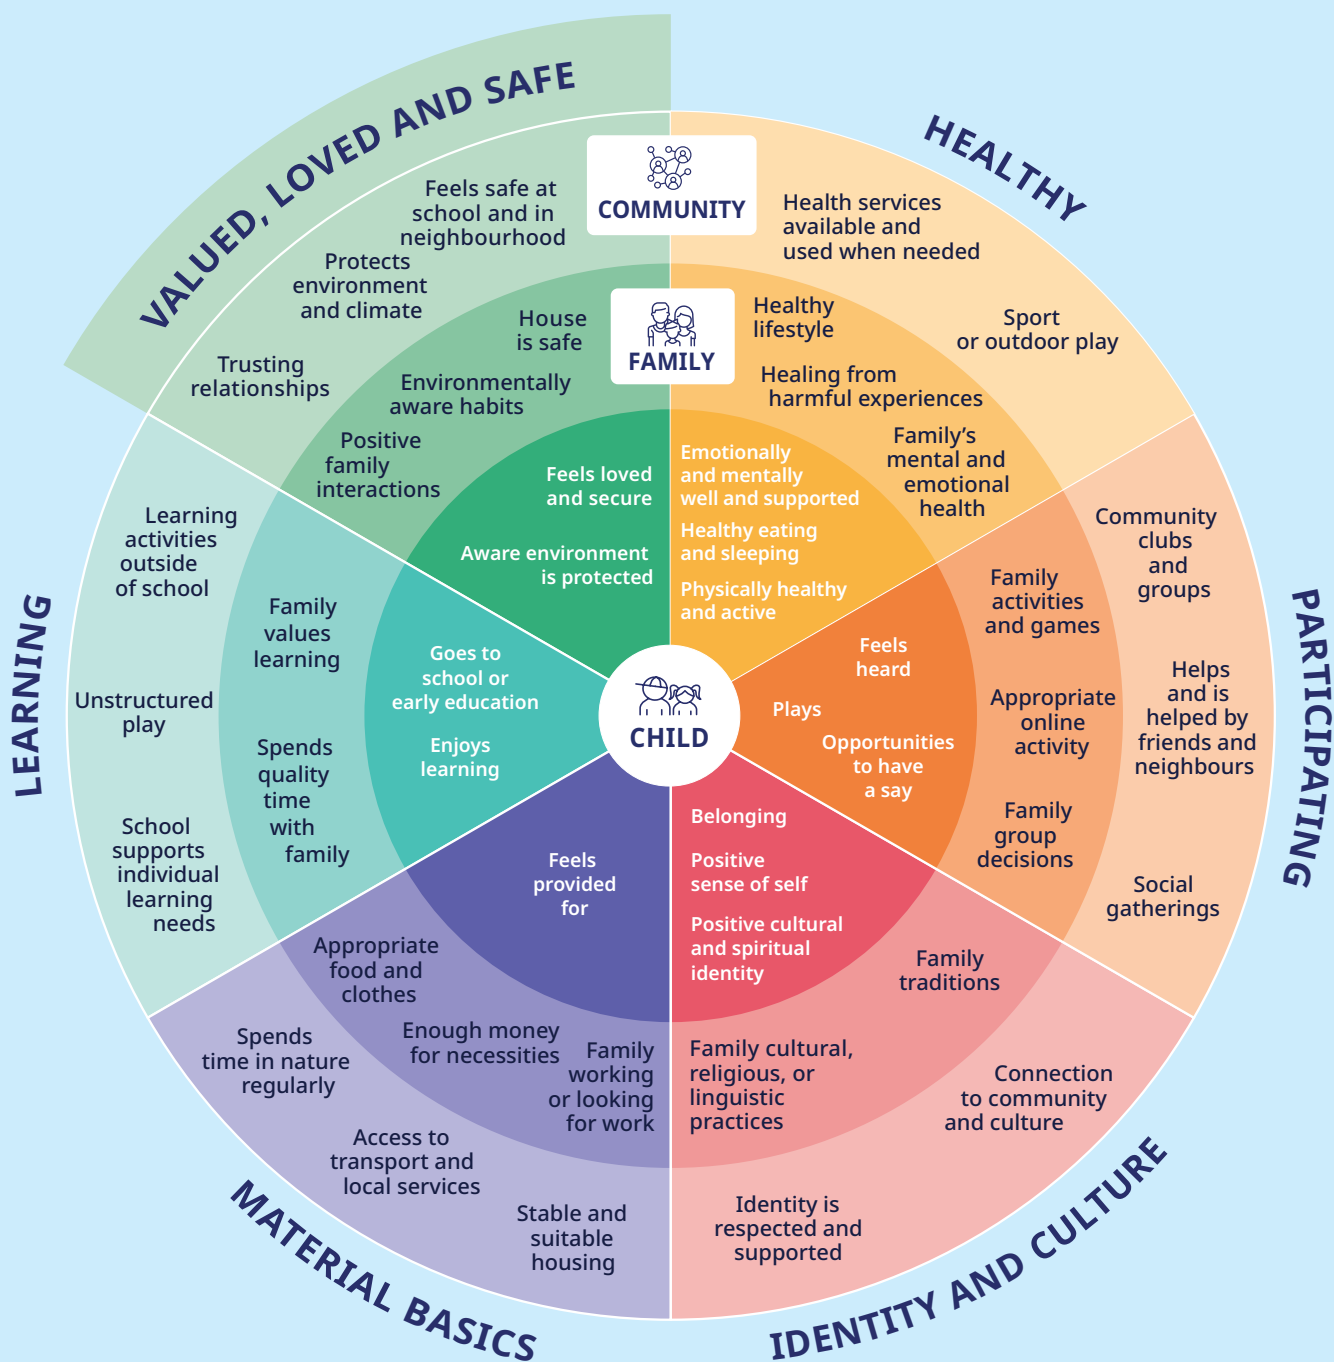 VALUED, LOVED AND SAFE
Feels safe at
school and in
neighbourhood
Protects
environment
and climate
Trusting
relationships
House
is safe
Environmentally
aware habits
Positive
family
interactions
Feels loved
and secure
Aware environment
is protected
COMMUNITY
FAMILY
CHILD
HEALTHY
Health services
available and
used when needed
Sport
or outdoor play
Healthy
lifestyle
Healing from
harmful experiences
Family’s
mental and
emotional
health
Emotionally
and mentally
well and supported
Healthy eating
and sleeping
Physically healthy
and active
PARTICIPATING
Community
clubs
and
groups
Helps
and is
helped by
friends and
neighbours
Social
gatherings
Family
activities
and games
Appropriate
online
activity
Family
group
decisions
Feels
heard
Plays
Opportunities
to have
a say
IDENTITY AND CULTURE
Belonging
Positive
sense of self
Positive cultural
and spiritual
identity
Family
traditions
Family cultural,
religious, or
linguistic
practices
Connection
to community
and culture
Identity is
respected and
supported
MATERIAL BASICS
Feels
provided
for
Appropriate
food and
clothes
Enough money
for necessities
Family
working
or looking
for work
Spends
time in nature
regularly
Access to
transport and
local services
Stable and
suitable
housing
LEARNING
Learning
activities
outside
of school
Unstructured
play
School
supports
individual
learning
needs
Family
values
learning
Spends
quality
time
with
family
Goes to
school or
early education
Enjoys
learning